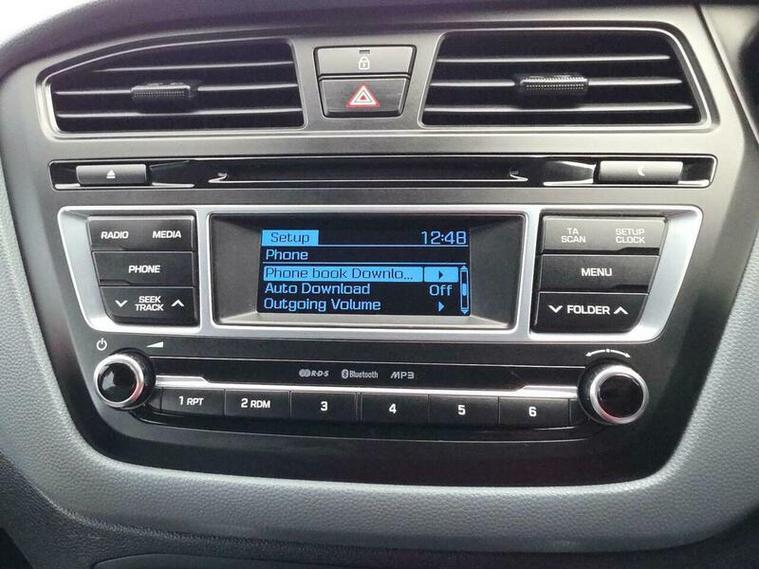 RADIO MEDIA
PHONE
SEEK
TRACK
Setup 12:48
Phone
Phone book Downlo...
Auto Download Off
Outgoing Volume
TA
SCAN
SETUP
CLOCK
MENU
FOLDER
R·D·S Bluetooth MP3
1 RPT 2 RDM 3 4 5 6